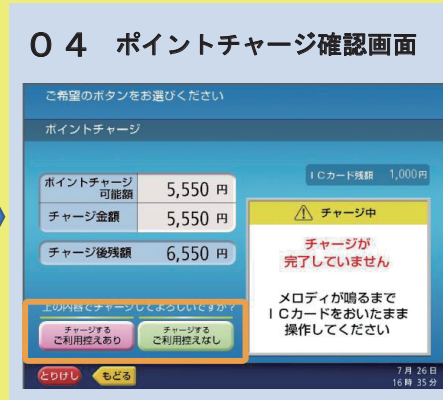 04 ポイントチャージ確認画面
ご希望のボタンをお選びください
ポイントチャージ
ICカード残額 1,000円
ポイントチャージ
可能額 5,550 円
チャージ金額 5,550 円
チャージ後残額 6,550 円
チャージ中
チャージが
完了していません
メロディが鳴るまで
ICカードをおいたまま
操作してください
上の内容でチャージしてよろしいですか？
チャージする
ご利用控えあり
チャージする
ご利用控えなし
とりけし
もどる
7月26日
16時35分